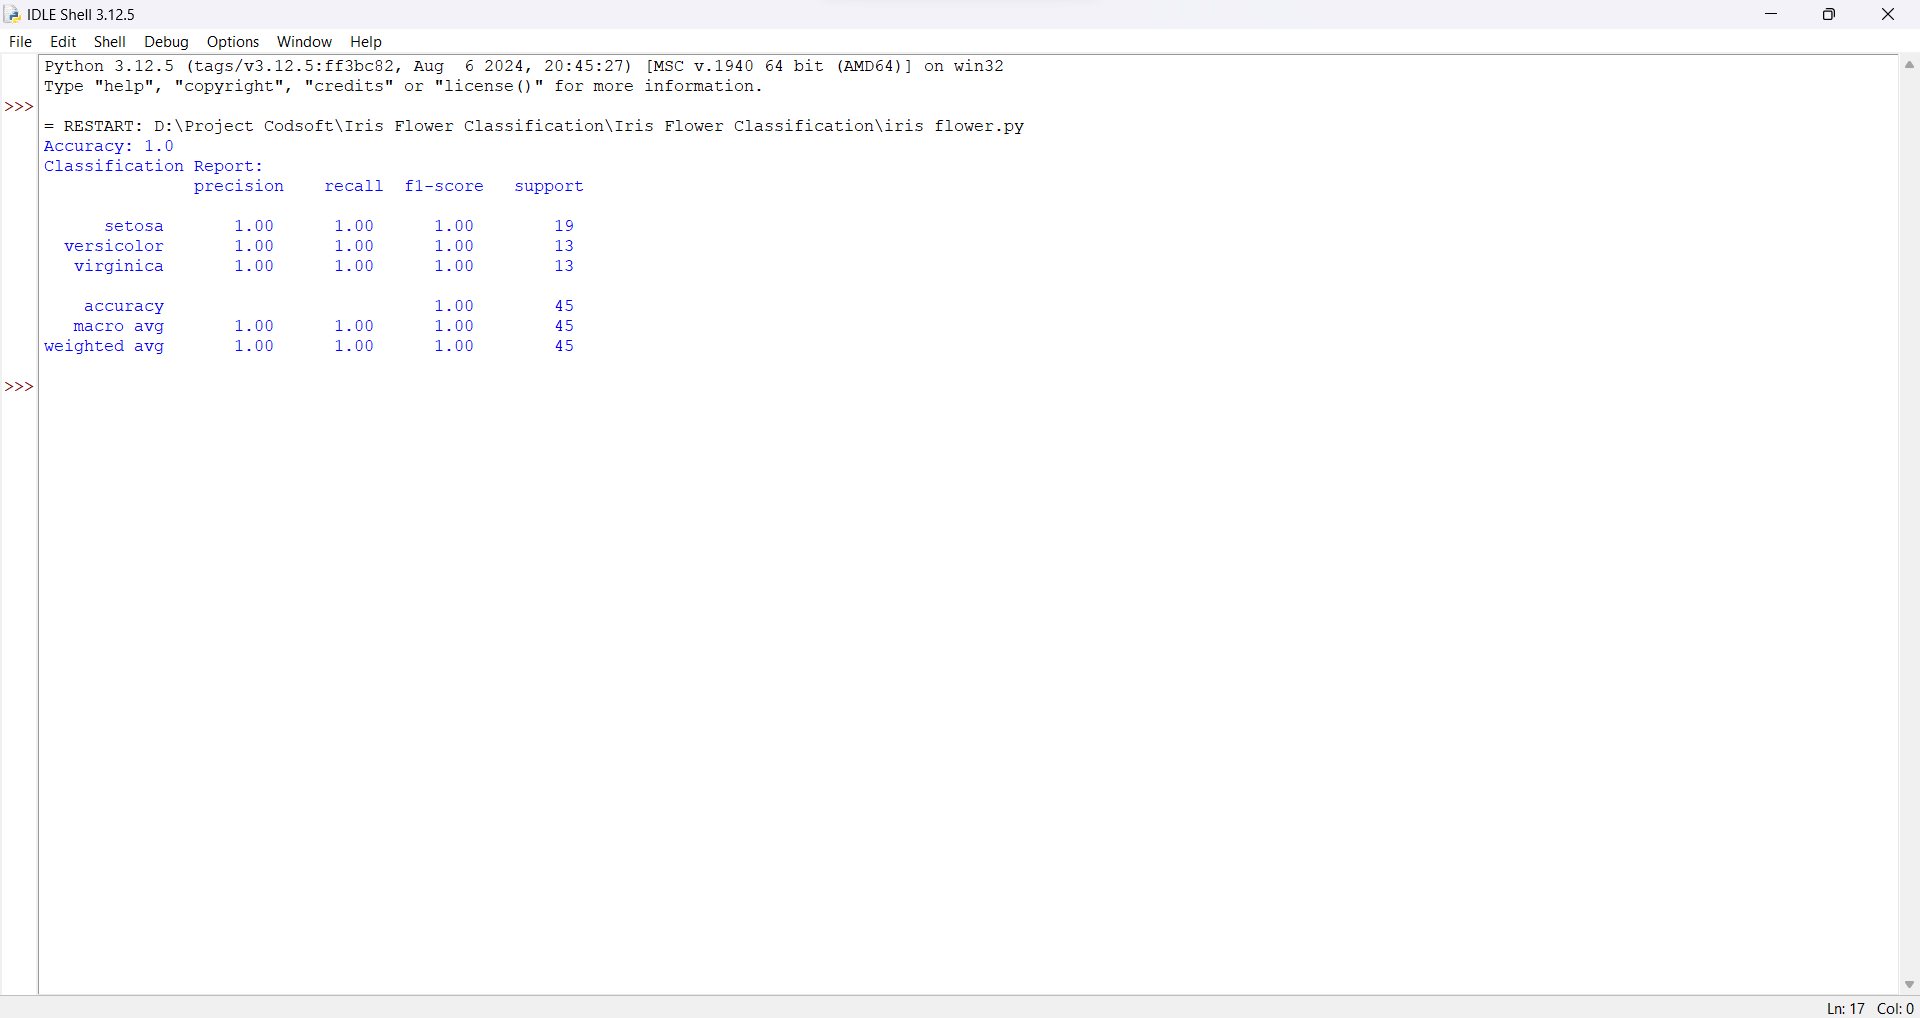 IDLE Shell 3.12.5
File Edit Shell Debug Options Window Help
Python 3.12.5 (tags/v3.12.5:ff3bc82, Aug  6 2024, 20:45:27) [MSC v.1940 64 bit (AMD64)] on win32
Type "help", "copyright", "credits" or "license()" for more information.
>>>
= RESTART: D:\Project Codsoft\Iris Flower Classification\Iris Flower Classification\iris flower.py
Accuracy: 1.0
Classification Report:
               precision    recall  f1-score   support

      setosa       1.00      1.00      1.00        19
  versicolor       1.00      1.00      1.00        13
   virginica       1.00      1.00      1.00        13

    accuracy                           1.00        45
   macro avg       1.00      1.00      1.00        45
weighted avg       1.00      1.00      1.00        45

>>>
Ln: 17 Col: 0